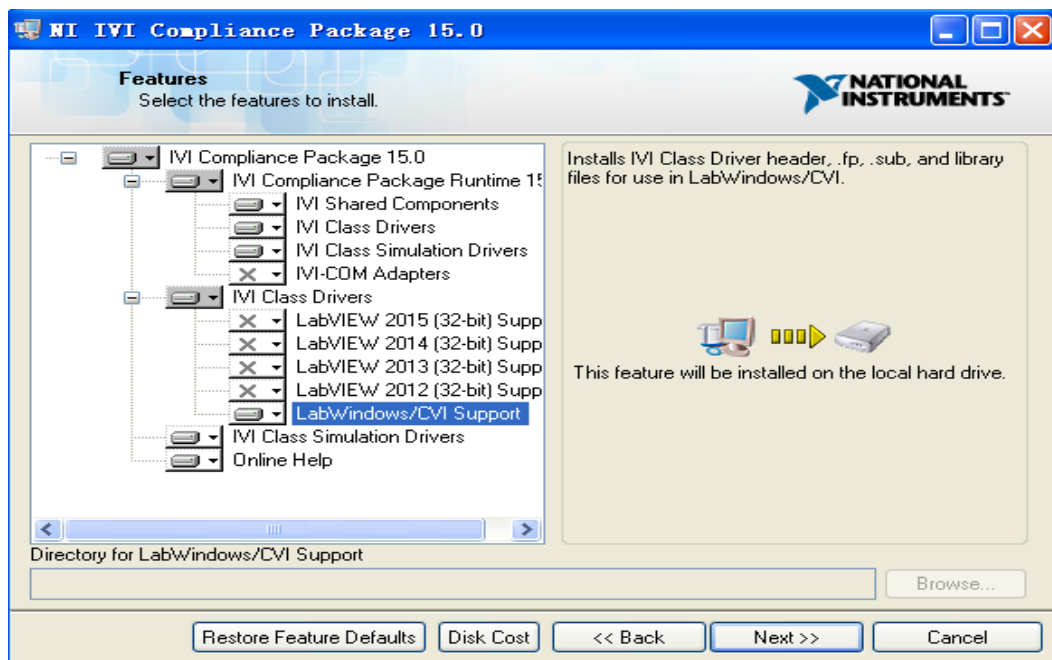 NI IVI Compliance Package 15.0
Features
Select the features to install.
NATIONAL
INSTRUMENTS
IVI Compliance Package 15.0
IVI Compliance Package Runtime 15
IVI Shared Components
IVI Class Drivers
IVI Class Simulation Drivers
IVI-COM Adapters
IVI Class Drivers
LabVIEW 2015 (32-bit) Supp
LabVIEW 2014 (32-bit) Supp
LabVIEW 2013 (32-bit) Supp
LabVIEW 2012 (32-bit) Supp
LabWindows/CVI Support
IVI Class Simulation Drivers
Online Help
Installs IVI Class Driver header, .fp, .sub, and library
files for use in LabWindows/CVI.
This feature will be installed on the local hard drive.
Directory for LabWindows/CVI Support
Browse...
Restore Feature Defaults Disk Cost << Back Next >> Cancel